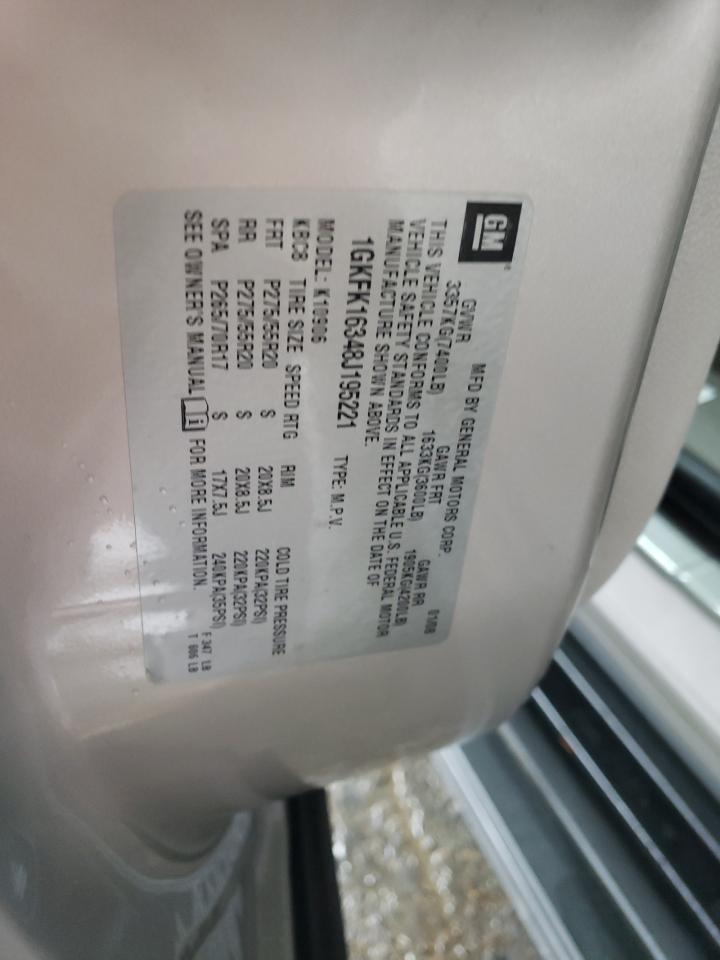 GM
MFD BY GENERAL MOTORS CORP. 01/08
GVWR GAWR FRT GAWR RR
3357KG(7400LB) 1633KG(3600LB) 1905KG(4200LB)
THIS VEHICLE CONFORMS TO ALL APPLICABLE U.S. FEDERAL MOTOR
VEHICLE SAFETY STANDARDS IN EFFECT ON THE DATE OF
MANUFACTURE SHOWN ABOVE.
1GKFK16348J195221 TYPE: M.P.V.
MODEL: K10906
KBC8 TIRE SIZE SPEED RTG RIM COLD TIRE PRESSURE
FRT P275/55R20 S 20X8.5J 220KPA(32PSI)
RR P275/55R20 S 20X8.5J 220KPA(32PSI)
SPA P265/70R17 S 17X7.5J 240KPA(35PSI)
SEE OWNER'S MANUAL i FOR MORE INFORMATION.
F 347 LB
T 606 LB